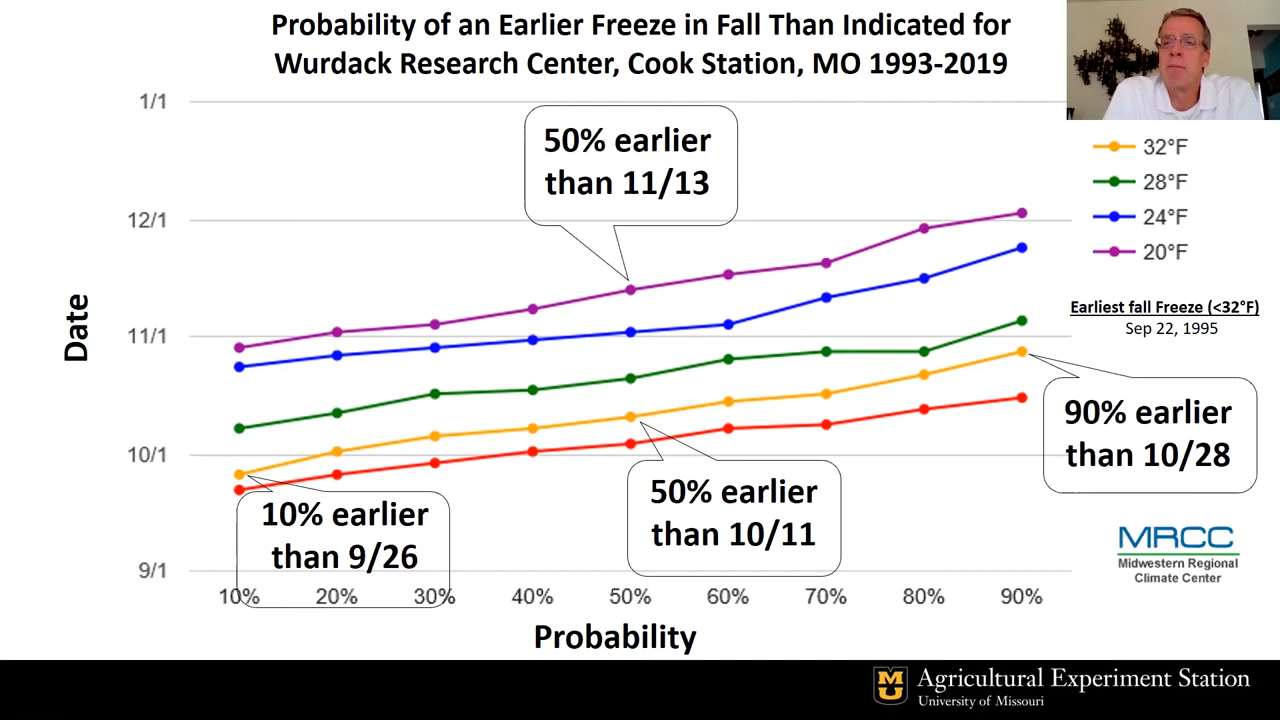 Probability of an Earlier Freeze in Fall Than Indicated for
Wurdack Research Center, Cook Station, MO 1993-2019
1/1
12/1
11/1
10/1
9/1
Date
50% earlier
than 11/13
32°F
28°F
24°F
20°F
Earliest fall Freeze (<32°F)
Sep 22, 1995
90% earlier
than 10/28
50% earlier
than 10/11
10% earlier
than 9/26
MRCC
Midwestern Regional
Climate Center
10% 20% 30% 40% 50% 60% 70% 80% 90%
Probability
MU
Agricultural Experiment Station
University of Missouri